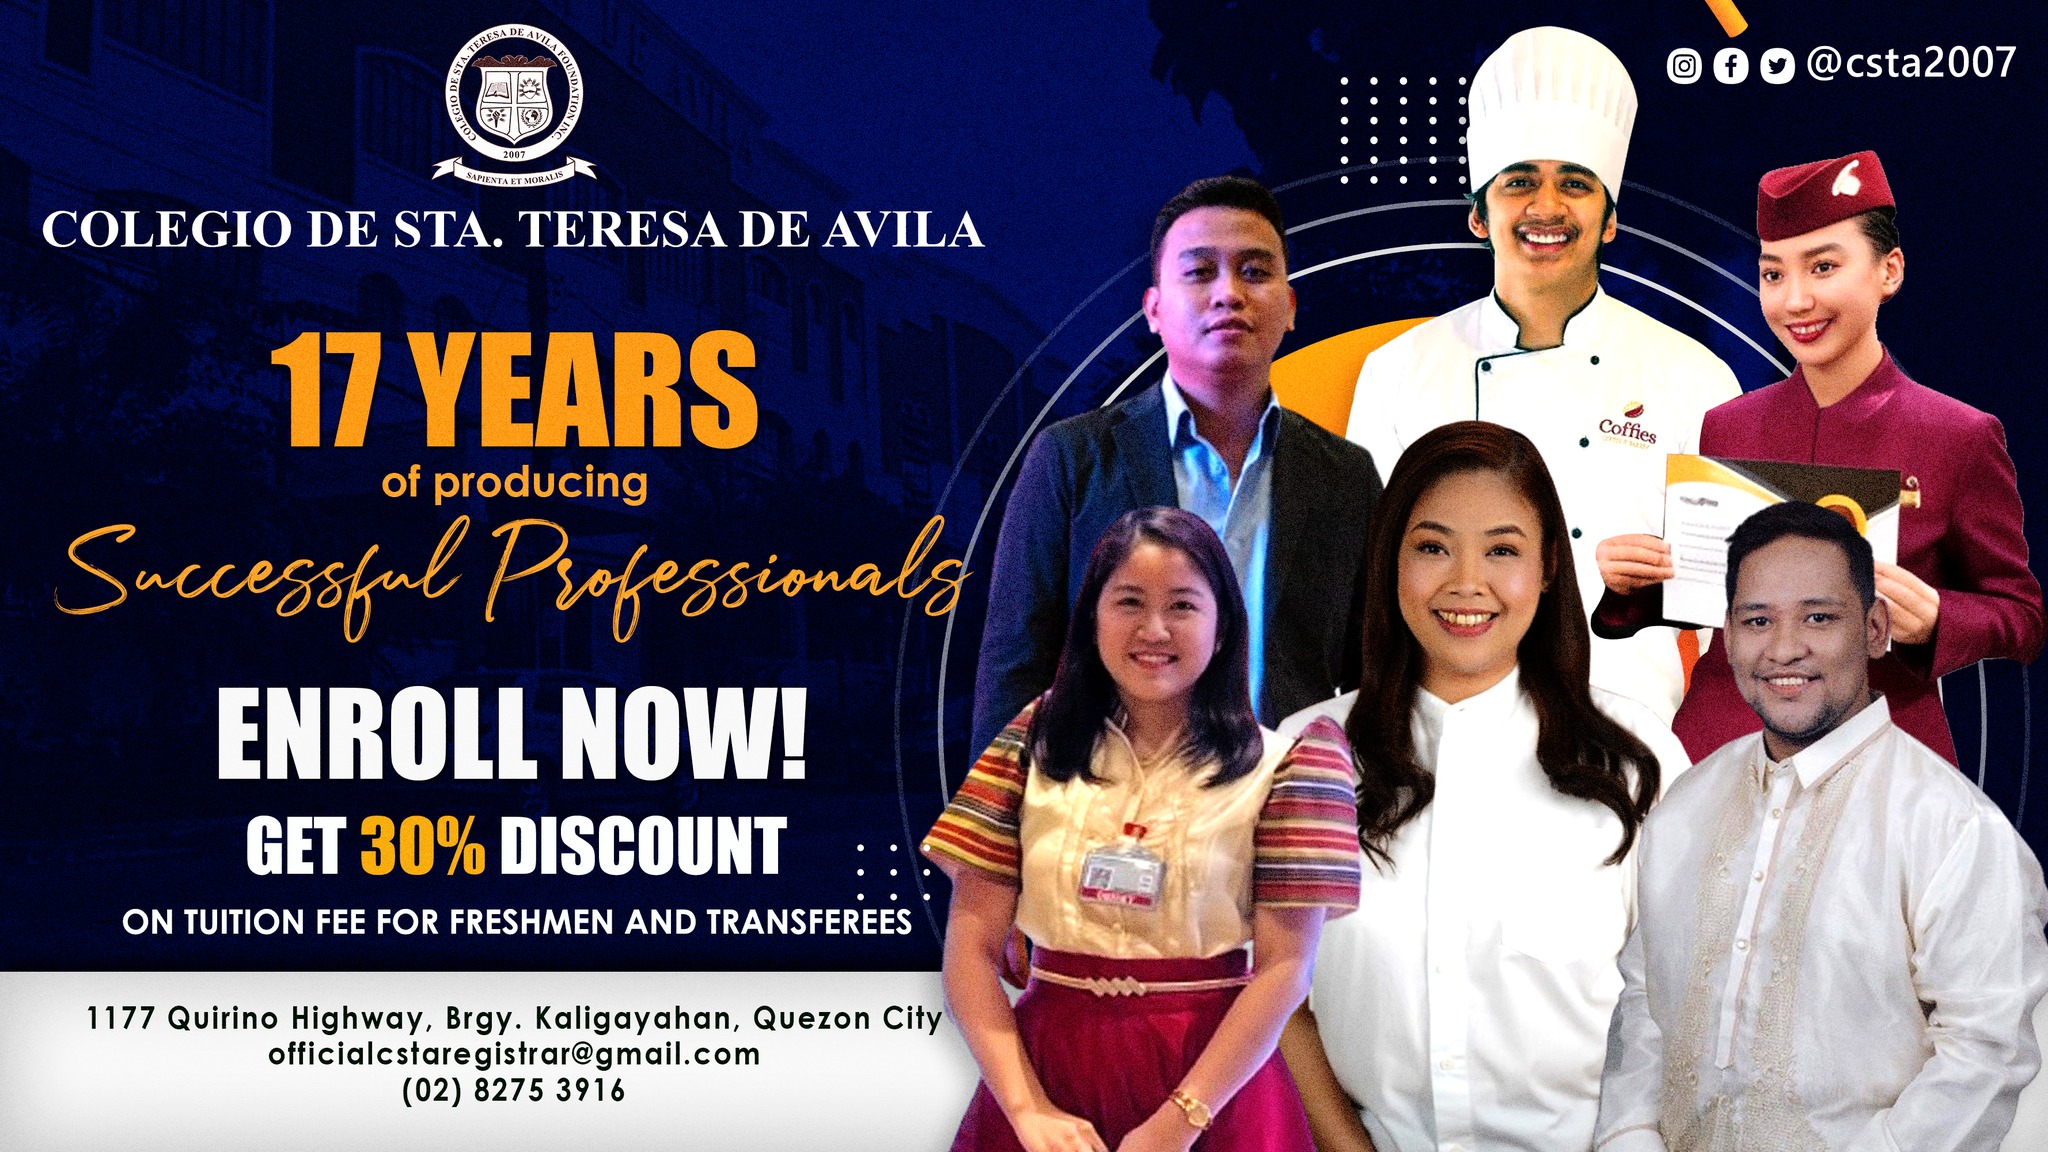 COLEGIO DE STA. TERESA DE AVILA FOUNDATION INC.
2007
SAPIENTA ET MORALIS
COLEGIO DE STA. TERESA DE AVILA
17 YEARS
of producing
Successful Professionals
ENROLL NOW!
GET 30% DISCOUNT
ON TUITION FEE FOR FRESHMEN AND TRANSFEREES
1177 Quirino Highway, Brgy. Kaligayahan, Quezon City
officialcstaregistrar@gmail.com
(02) 8275 3916
@csta2007
Coffies